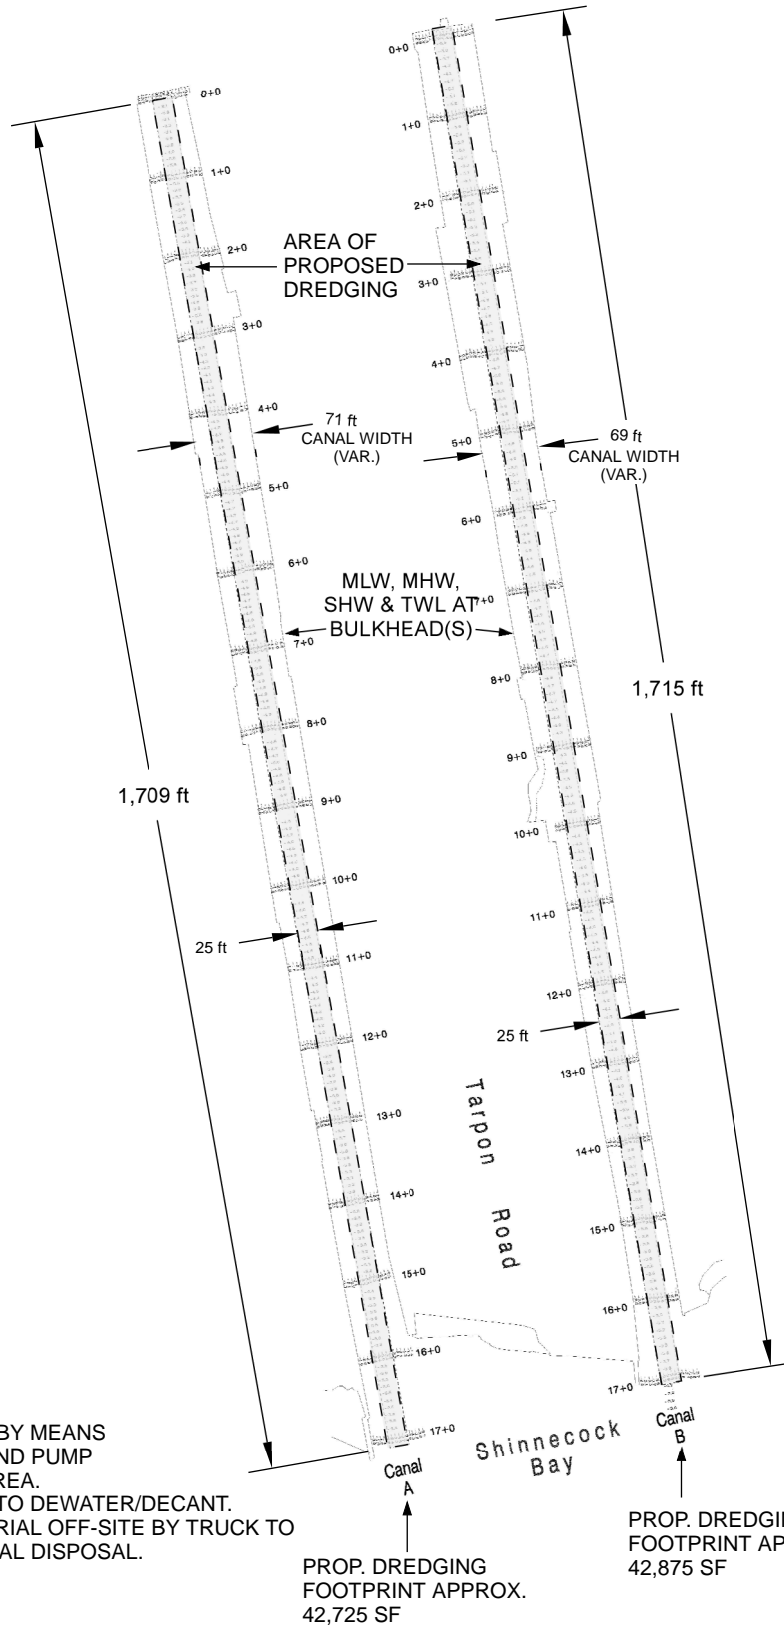 0+0
0+0
1+0
1+0
2+0
2+0
AREA OF
PROPOSED
DREDGING
3+0
3+0
4+0
4+0
71 ft
CANAL WIDTH
(VAR.)
5+0
69 ft
CANAL WIDTH
(VAR.)
5+0
6+0
6+0
MLW, MHW,
SHW & TWL AT
BULKHEAD(S)
7+0
7+0
8+0
1,715 ft
8+0
9+0
1,709 ft
9+0
10+0
10+0
11+0
25 ft
11+0
12+0
25 ft
12+0
13+0
Tarpon Road
13+0
14+0
14+0
15+0
15+0
16+0
16+0
17+0
17+0
Shinnecock
Bay
Canal
A
Canal
B
BY MEANS
ND PUMP
REA.
TO DEWATER/DECANT.
RIAL OFF-SITE BY TRUCK TO
AL DISPOSAL.
PROP. DREDGING
FOOTPRINT APPROX.
42,725 SF
PROP. DREDGIN
FOOTPRINT AP
42,875 SF